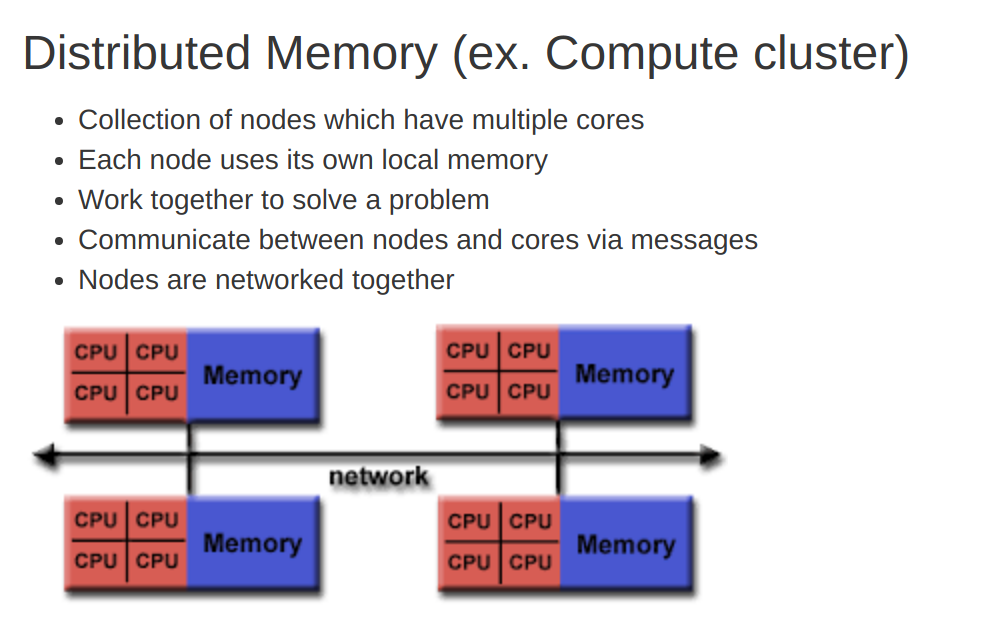 Distributed Memory (ex. Compute cluster)
• Collection of nodes which have multiple cores
• Each node uses its own local memory
• Work together to solve a problem
• Communicate between nodes and cores via messages
• Nodes are networked together
CPU CPU
CPU CPU
Memory
CPU CPU
CPU CPU
Memory
network
CPU CPU
CPU CPU
Memory
CPU CPU
CPU CPU
Memory